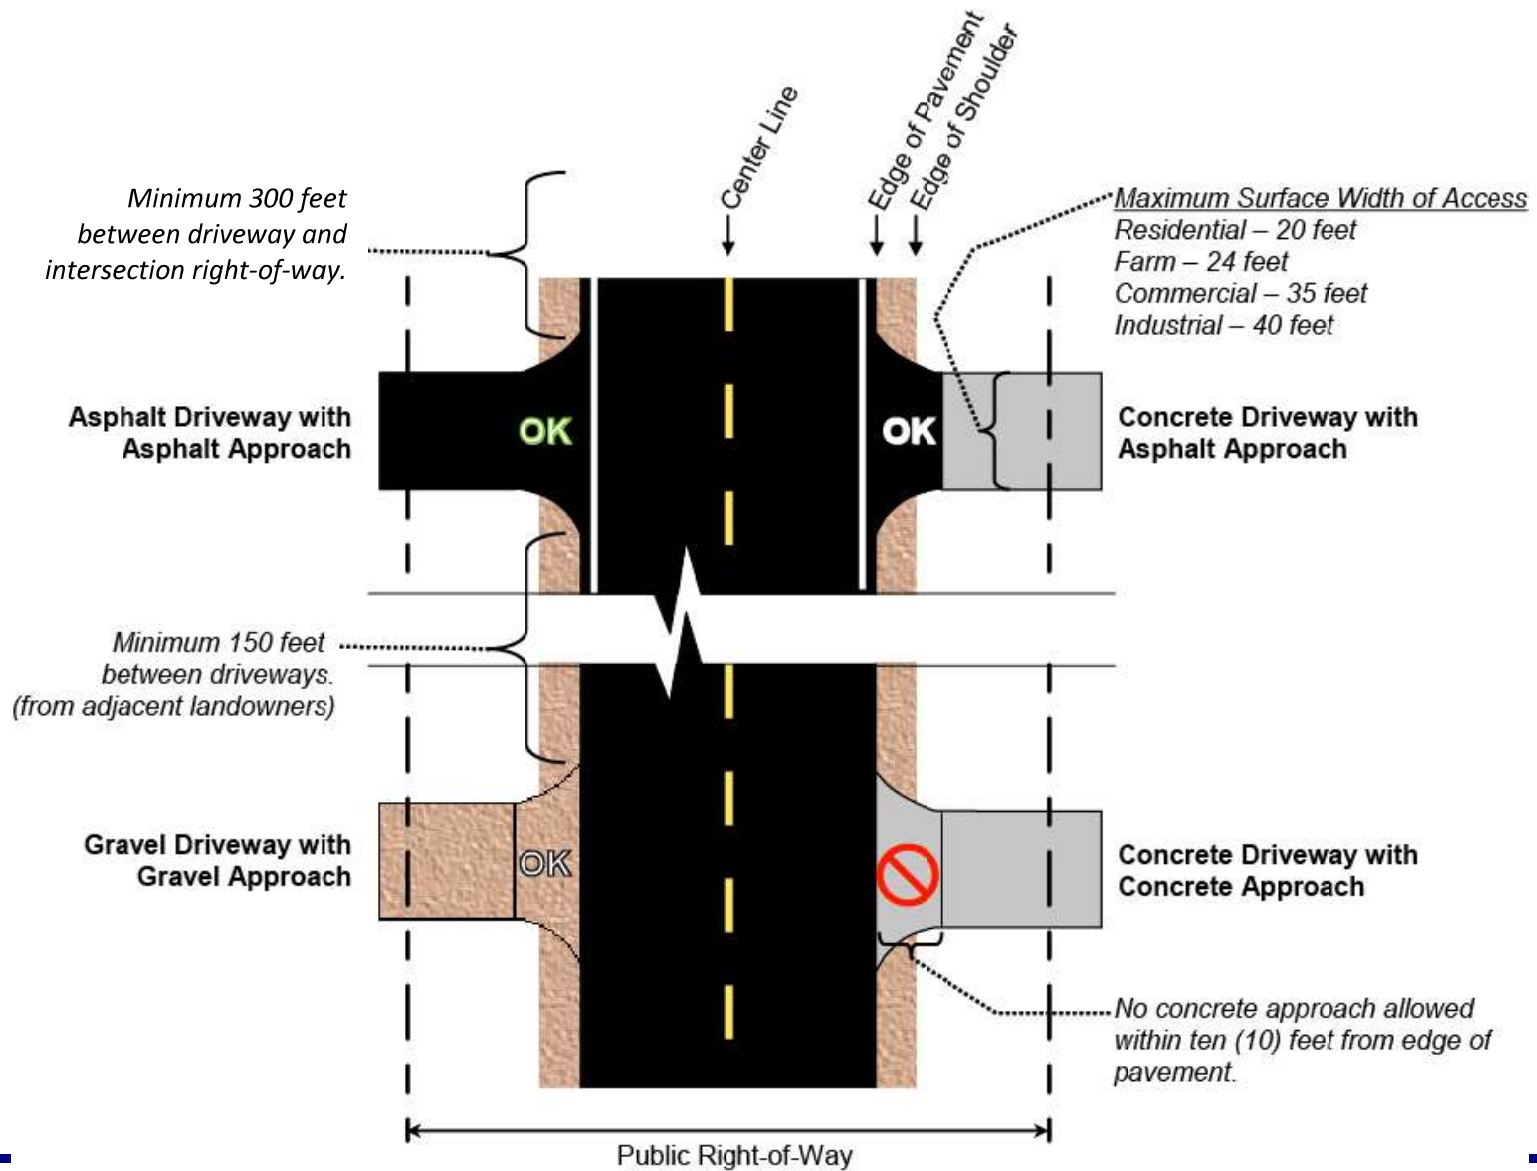 Center Line
Edge of Pavement
Edge of Shoulder
Minimum 300 feet
between driveway and
intersection right-of-way.
Maximum Surface Width of Access
Residential – 20 feet
Farm – 24 feet
Commercial – 35 feet
Industrial – 40 feet
Asphalt Driveway with
Asphalt Approach
OK
OK
Concrete Driveway with
Asphalt Approach
Minimum 150 feet
between driveways.
(from adjacent landowners)
Gravel Driveway with
Gravel Approach
OK
Concrete Driveway with
Concrete Approach
No concrete approach allowed
within ten (10) feet from edge of
pavement.
Public Right-of-Way